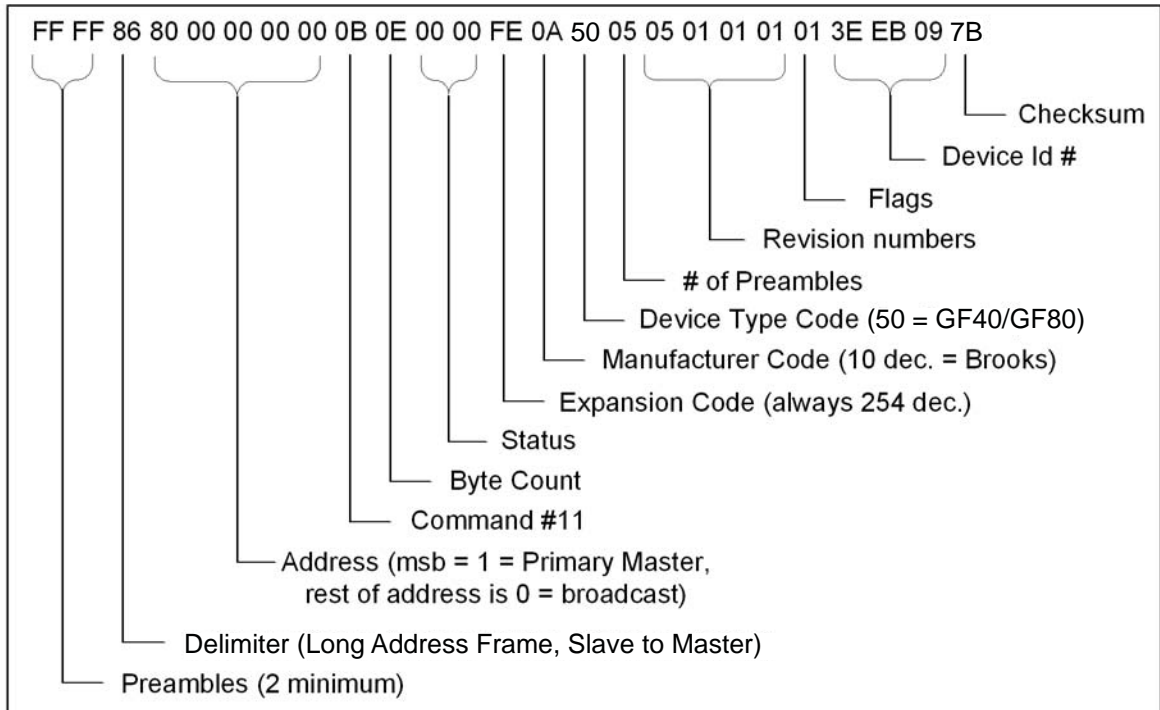 FF FF 86 80 00 00 00 00 0B 0E 00 00 FE 0A 50 05 05 01 01 01 01 3E EB 09 7B
Checksum
Device Id #
Flags
Revision numbers
# of Preambles
Device Type Code (50 = GF40/GF80)
Manufacturer Code (10 dec. = Brooks)
Expansion Code (always 254 dec.)
Status
Byte Count
Command #11
Address (msb = 1 = Primary Master,
rest of address is 0 = broadcast)
Delimiter (Long Address Frame, Slave to Master)
Preambles (2 minimum)